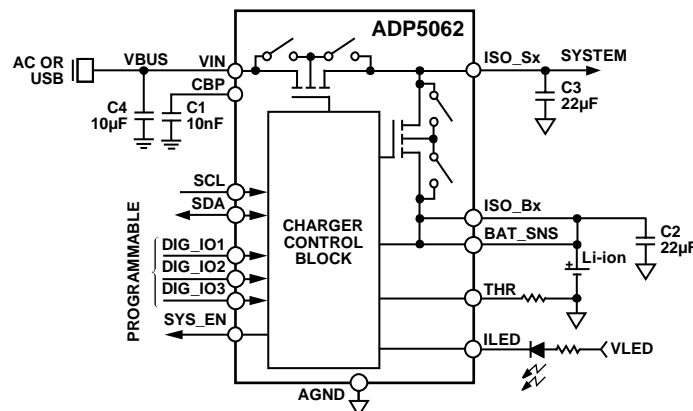 ADP5062
AC OR
USB
VBUS
VIN
CBP
C4
10µF
C1
10nF
ISO_Sx
SYSTEM
C3
22µF
SCL
SDA
PROGRAMMABLE
DIG_IO1
DIG_IO2
DIG_IO3
SYS_EN
CHARGER
CONTROL
BLOCK
ISO_Bx
BAT_SNS
+
Li-ion
C2
22µF
THR
ILED
VLED
AGND